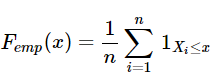 F_{emp}(x) = \frac{1}{n} \sum_{i=1}^{n} 1_{X_i \leq x}